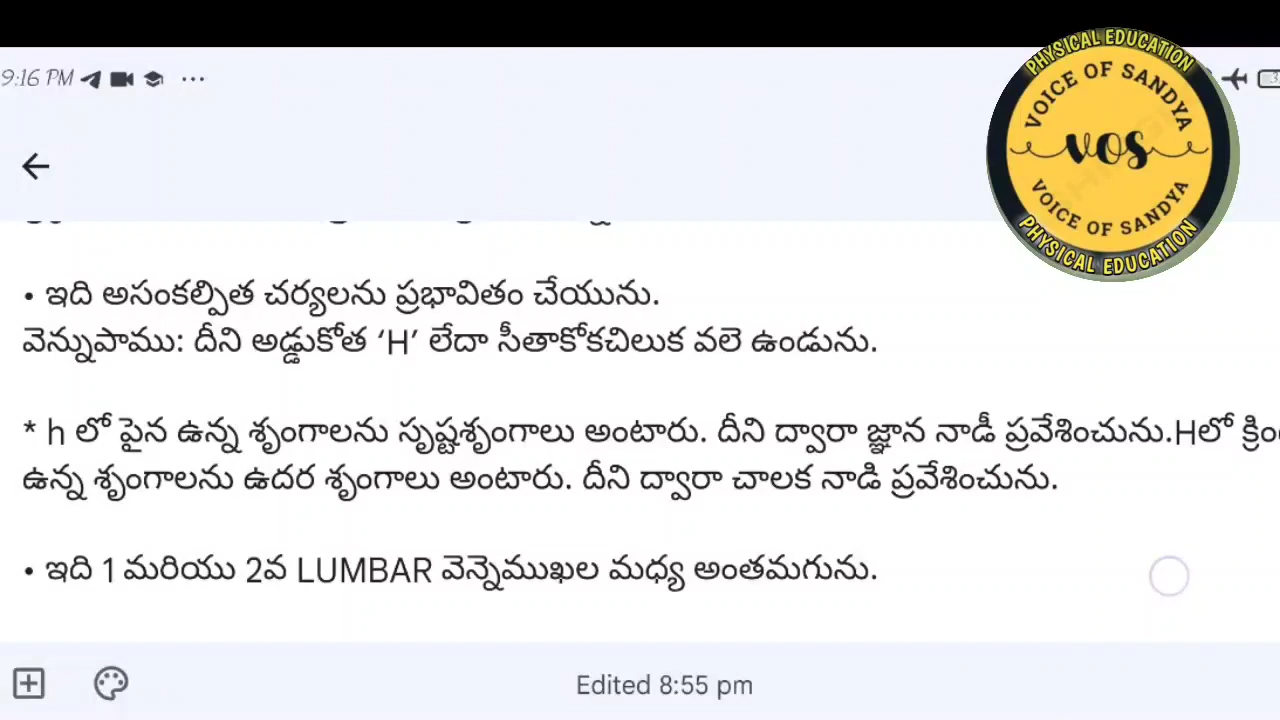 9:16 PM
PHYSICAL EDUCATION
VOICE OF SANDYA
vos
VOICE OF SANDYA
PHYSICAL EDUCATION
• ఇది అసంకల్పిత చర్యలను ప్రభావితం చేయును.
వెన్నుపాము: దీని అడ్డుకోత ‘H’ లేదా సీతాకోకచిలుక వలె ఉండును.
* h లో పైన ఉన్న శృంగాలను సృష్టశృంగాలు అంటారు. దీని ద్వారా జ్ఞాన నాడీ ప్రవేశించును.Hలో
ఉన్న శృంగాలను ఉదర శృంగాలు అంటారు. దీని ద్వారా చాలక నాడి ప్రవేశించును.
• ఇది 1 మరియు 2వ LUMBAR వెన్నెముఖల మధ్య అంతమగును.
Edited 8:55 pm